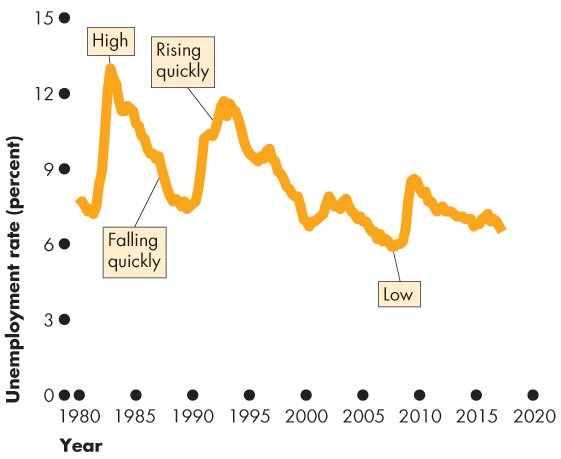 15
High
Rising
quickly
12
9
Unemployment rate (percent)
Falling
quickly
6
Low
3
0
1980 1985 1990 1995 2000 2005 2010 2015 2020
Year